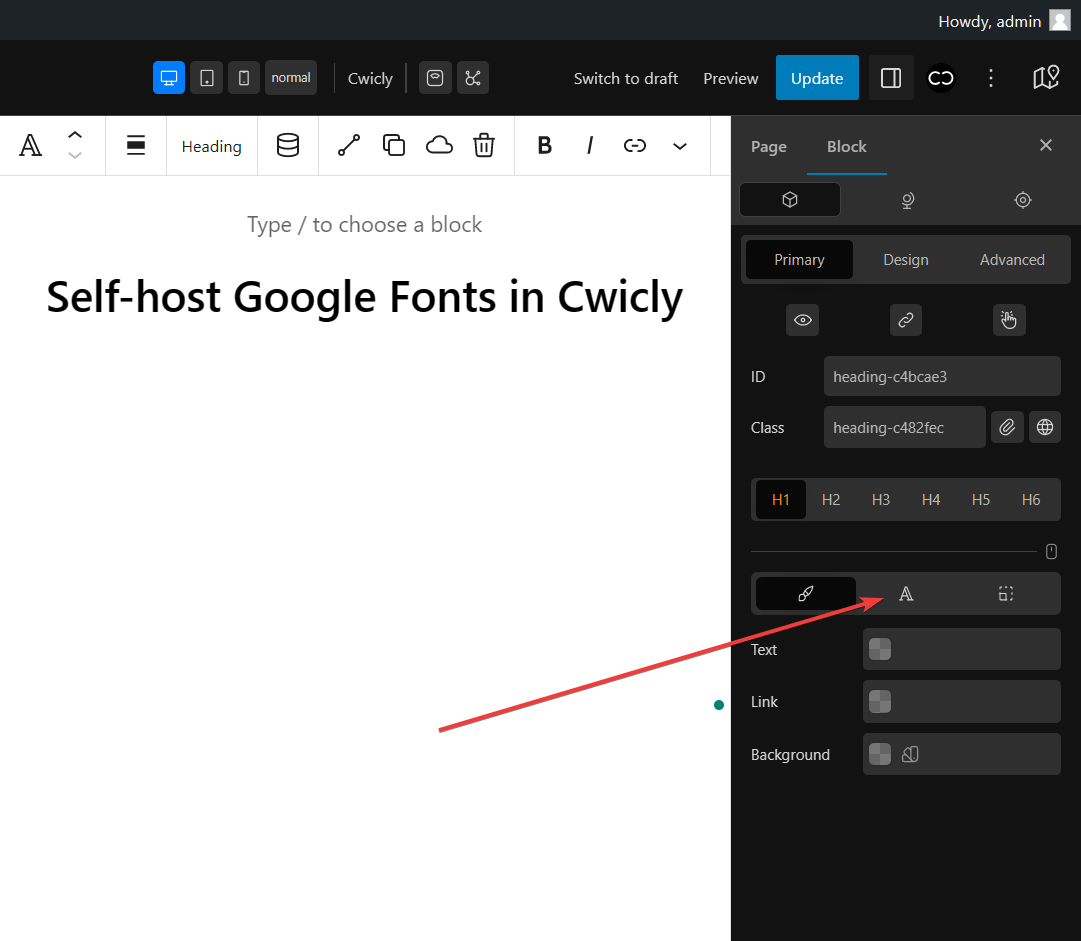 Howdy, admin
normal Cwicly Switch to draft Preview Update
Heading B I
Page Block
Type / to choose a block
Self-host Google Fonts in Cwicly
Primary Design Advanced
ID heading-c4bcae3
Class heading-c482fec
H1 H2 H3 H4 H5 H6
Text
Link
Background